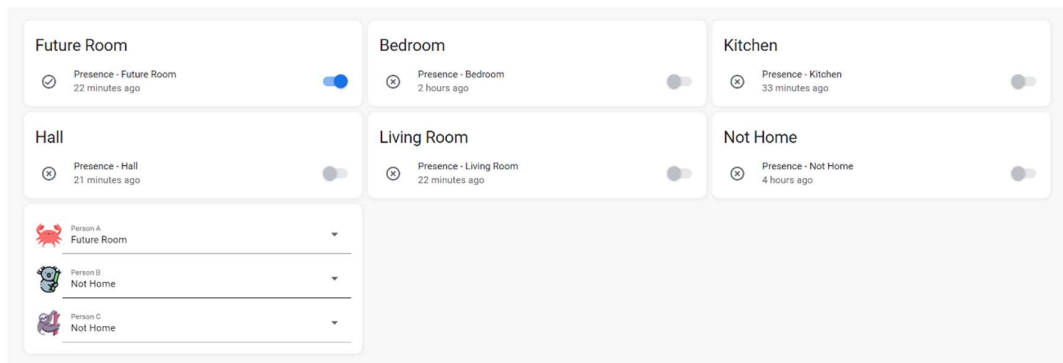 Future Room
Presence - Future Room
22 minutes ago
Bedroom
Presence - Bedroom
2 hours ago
Kitchen
Presence - Kitchen
33 minutes ago
Hall
Presence - Hall
21 minutes ago
Living Room
Presence - Living Room
22 minutes ago
Not Home
Presence - Not Home
4 hours ago
Person A
Future Room
Person B
Not Home
Person C
Not Home